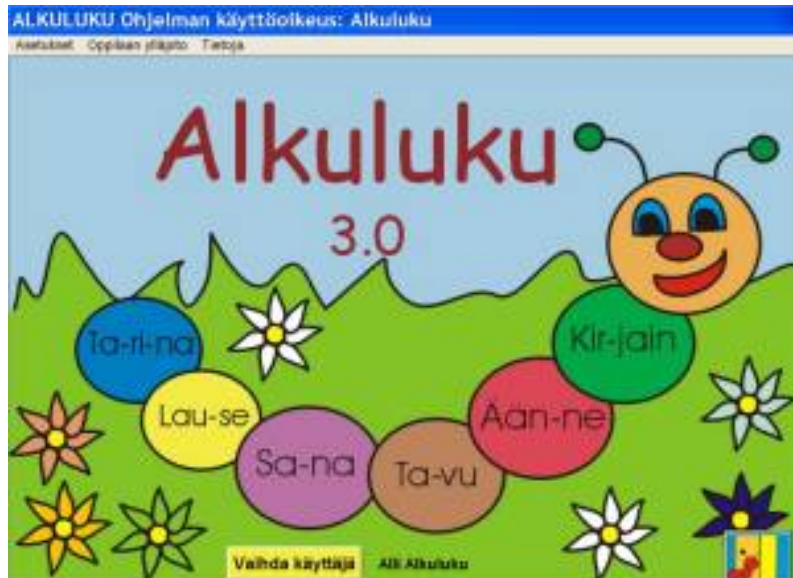 ALKULUKU Ohjelman käyttöoikeus: Alkuluku
Asetukset Oppilaan ylläpito Tietoja
Alkuluku
3.0
Ta-ri-na
Lau-se
Sa-na
Ta-vu
Ään-ne
Kir-jain
Vaihda käyttäjä Alli Alkuluku